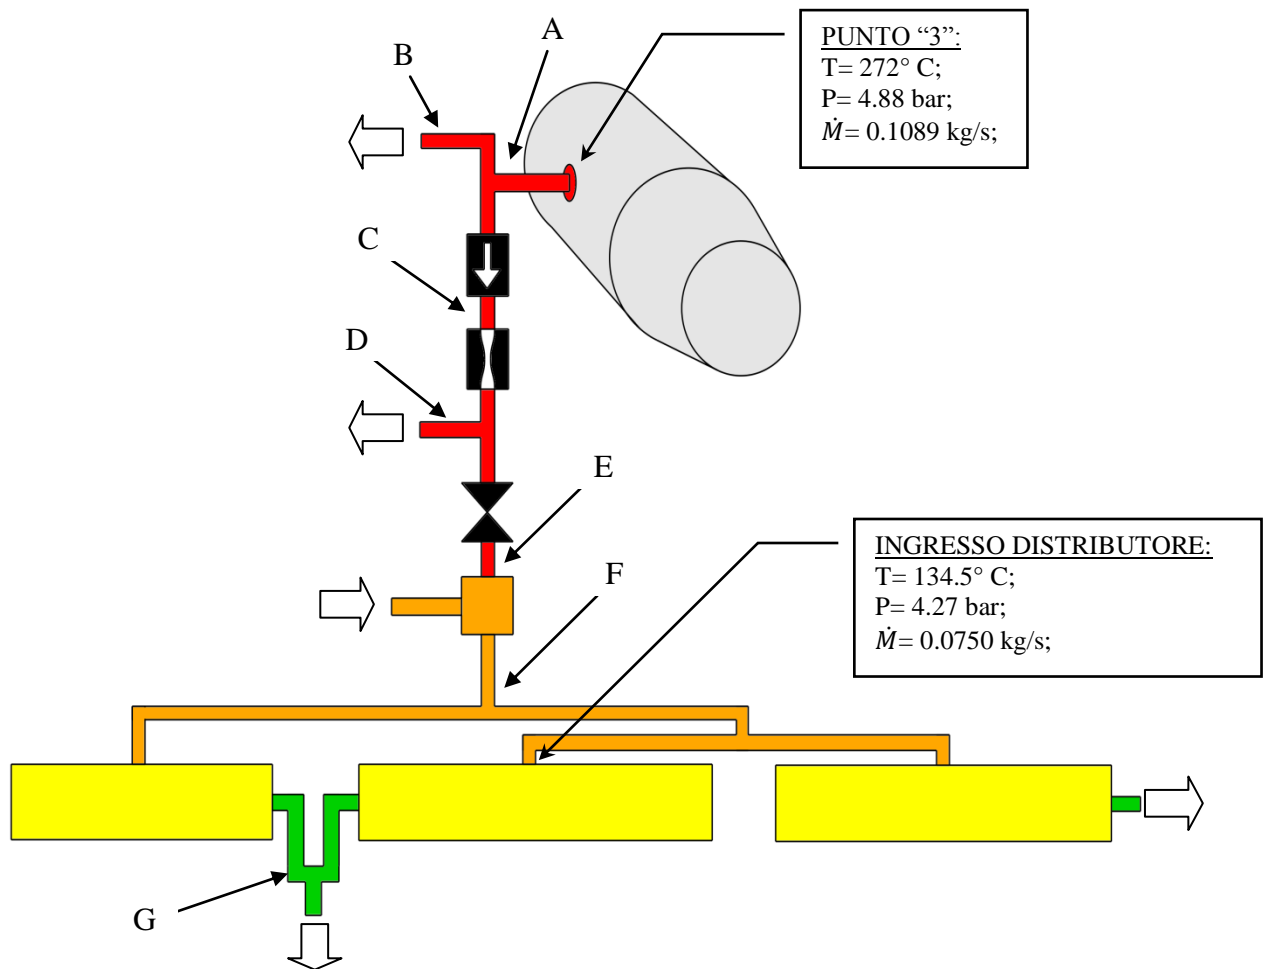 A
B
PUNTO “3”:
T= 272° C;
P= 4.88 bar;
Ṁ= 0.1089 kg/s;
C
D
E
F
INGRESSO DISTRIBUTORE:
T= 134.5° C;
P= 4.27 bar;
Ṁ= 0.0750 kg/s;
G